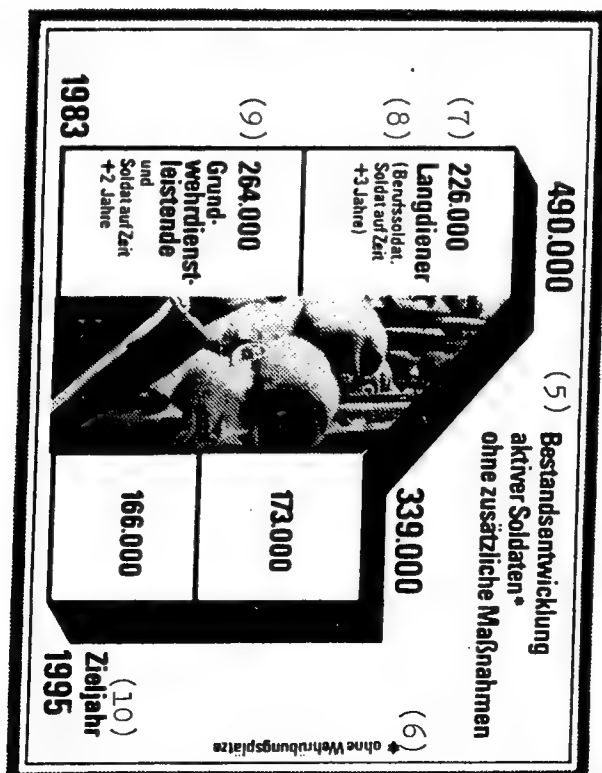 (5) Bestandsentwicklung
aktiver Soldaten*
ohne zusätzliche Maßnahmen
490.000
339.000
(7) 226.000
Langdiener
(8) (Berufssoldat,
Soldat auf Zeit
+3 Jahre)
173.000
(9) 264.000
Grund-
wehrdienst-
leistende
und
Soldat auf Zeit
+2 Jahre
166.000
1983
(10)
Zieljahr
1995
(6)
* ohne Wehrübungsplätze